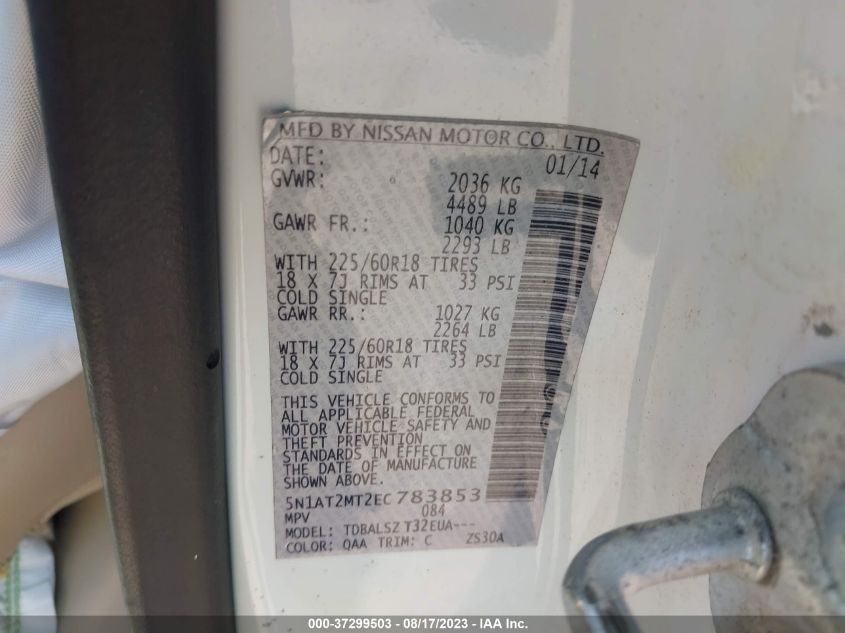 MFD BY NISSAN MOTOR CO., LTD.
DATE: 01/14
GVWR: 2036 KG
4489 LB
GAWR FR.: 1040 KG
2293 LB
WITH 225/60R18 TIRES
18 X 7J RIMS AT 33 PSI
COLD SINGLE
GAWR RR.: 1027 KG
2264 LB
WITH 225/60R18 TIRES
18 X 7J RIMS AT 33 PSI
COLD SINGLE
THIS VEHICLE CONFORMS TO
ALL APPLICABLE FEDERAL
MOTOR VEHICLE SAFETY AND
THEFT PREVENTION
STANDARDS IN EFFECT ON
THE DATE OF MANUFACTURE
SHOWN ABOVE.
5N1AT2MT2EC783853
MPV 084
MODEL: TDBALSZ T32EUA---
COLOR: QAA TRIM: C ZS30A
000-37299503 - 08/17/2023 - IAA Inc.